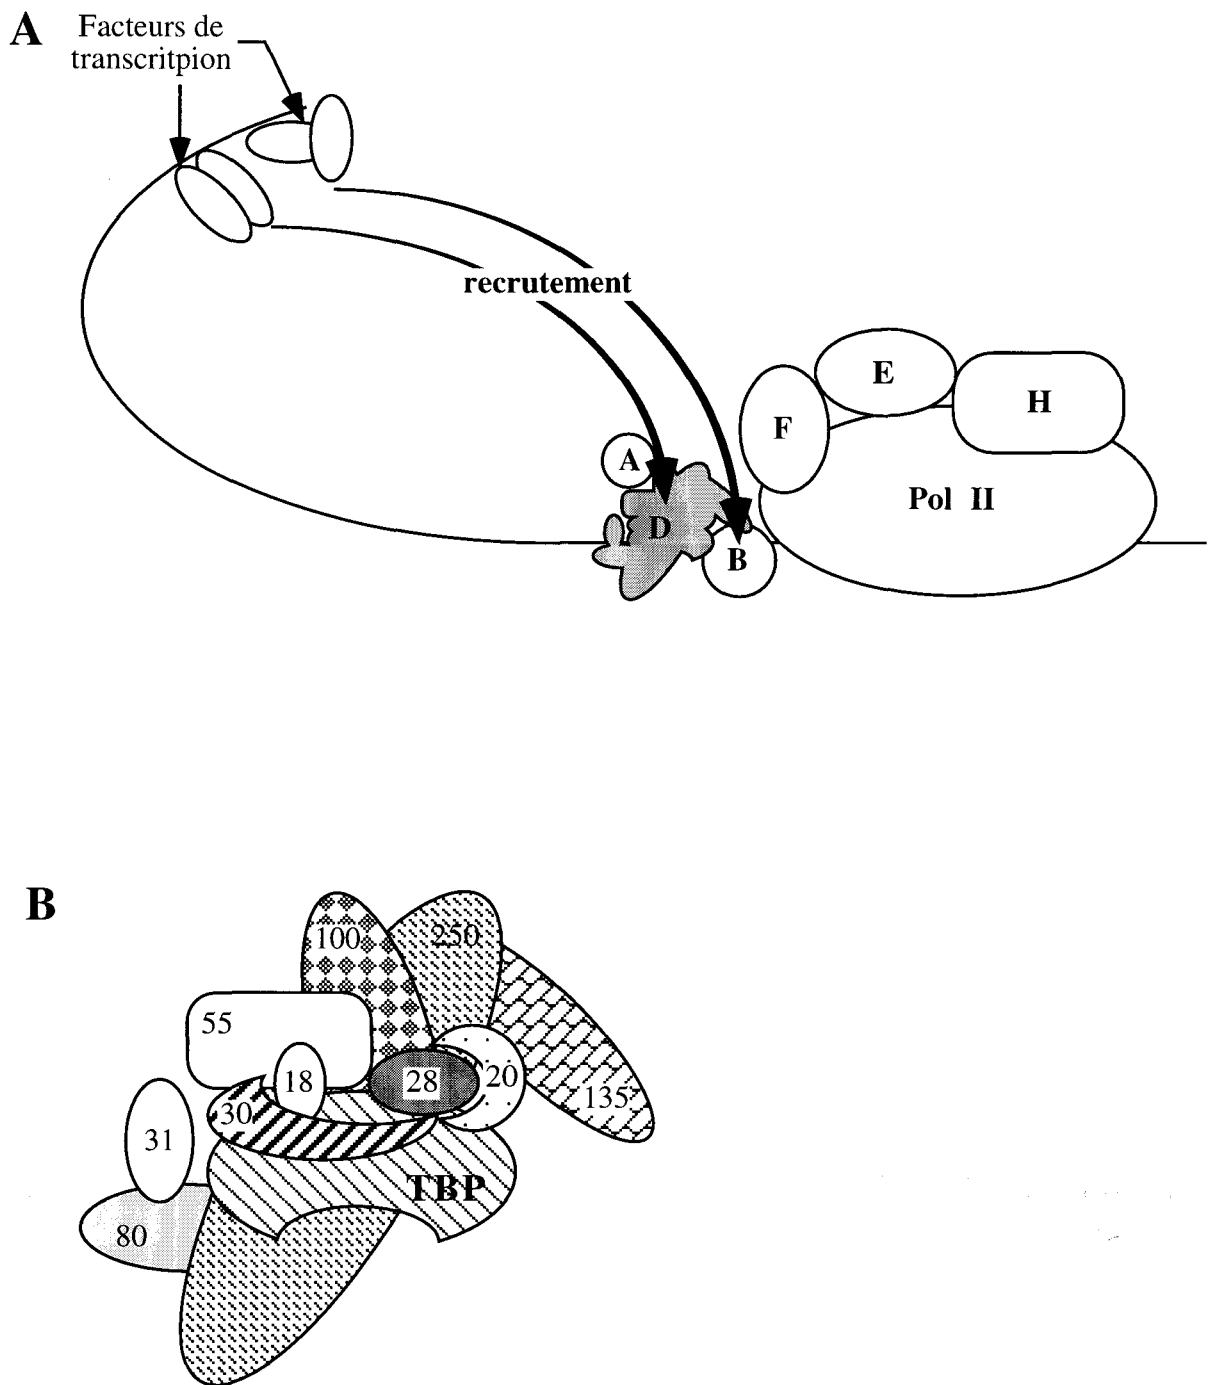 A
Facteurs de
transcritpion
recrutement
E
H
F
A
Pol II
D
B
B
100
250
55
18
28
20
135
30
31
TBP
80